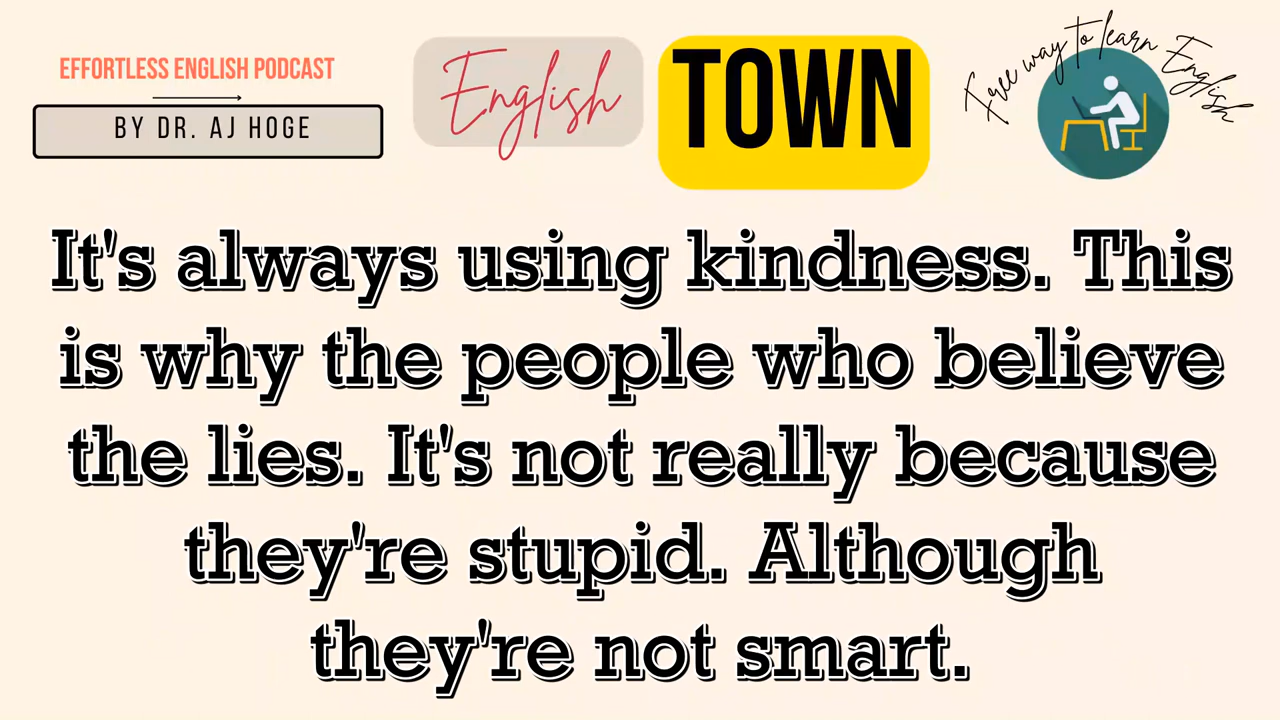 EFFORTLESS ENGLISH PODCAST
BY DR. AJ HOGE
English
TOWN
Free way to learn English
It's always using kindness. This
is why the people who believe
the lies. It's not really because
they're stupid. Although
they're not smart.